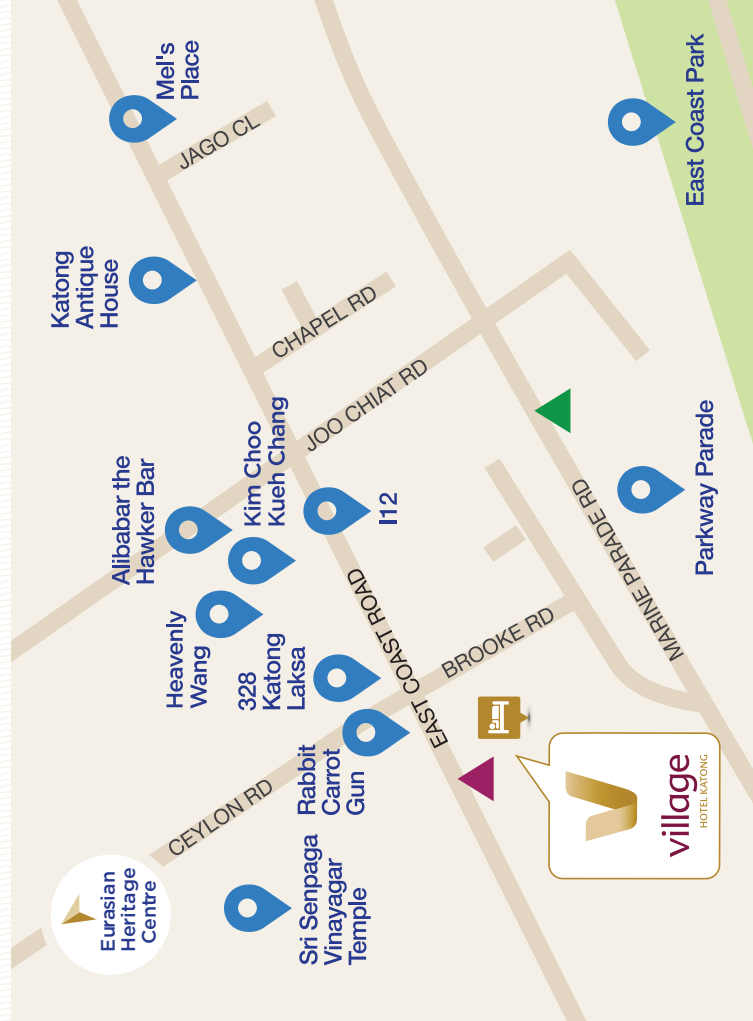 Eurasian
Heritage
Centre
Katong
Antique
House
Alibabar the
Hawker Bar
Mel's
Place
Heavenly
Wang
CEYLON RD
JAGO CL
328
Katong
Laksa
Kim Choo
Kueh Chang
CHAPEL RD
Sri Senpaga
Vinayagar
Temple
Rabbit
Carrot
Gun
JOO CHIAT RD
I12
EAST COAST ROAD
BROOKE RD
MARINE PARADE RD
village
HOTEL KATONG
Parkway Parade
East Coast Park